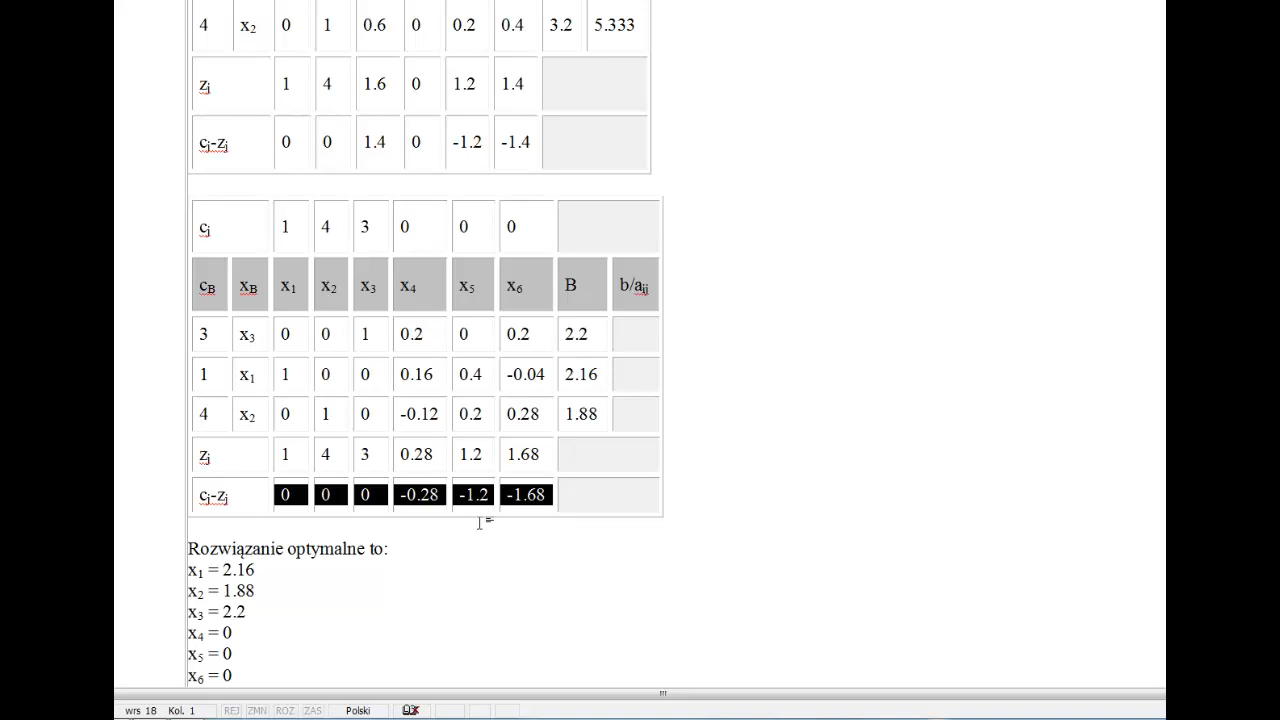 4 x₂ 0 1 0.6 0 0.2 0.4 3.2 5.333
zⱼ 1 4 1.6 0 1.2 1.4
cⱼ-zⱼ 0 0 1.4 0 -1.2 -1.4
cⱼ 1 4 3 0 0 0
c_B x_B x₁ x₂ x₃ x₄ x₅ x₆ B b/aᵢⱼ
3 x₃ 0 0 1 0.2 0 0.2 2.2
1 x₁ 1 0 0 0.16 0.4 -0.04 2.16
4 x₂ 0 1 0 -0.12 0.2 0.28 1.88
zⱼ 1 4 3 0.28 1.2 1.68
cⱼ-zⱼ 0 0 0 -0.28 -1.2 -1.68
Rozwiązanie optymalne to:
x₁ = 2.16
x₂ = 1.88
x₃ = 2.2
x₄ = 0
x₅ = 0
x₆ = 0
wrs 18 Kol. 1 REJ ZMN ROZ ZAS Polski